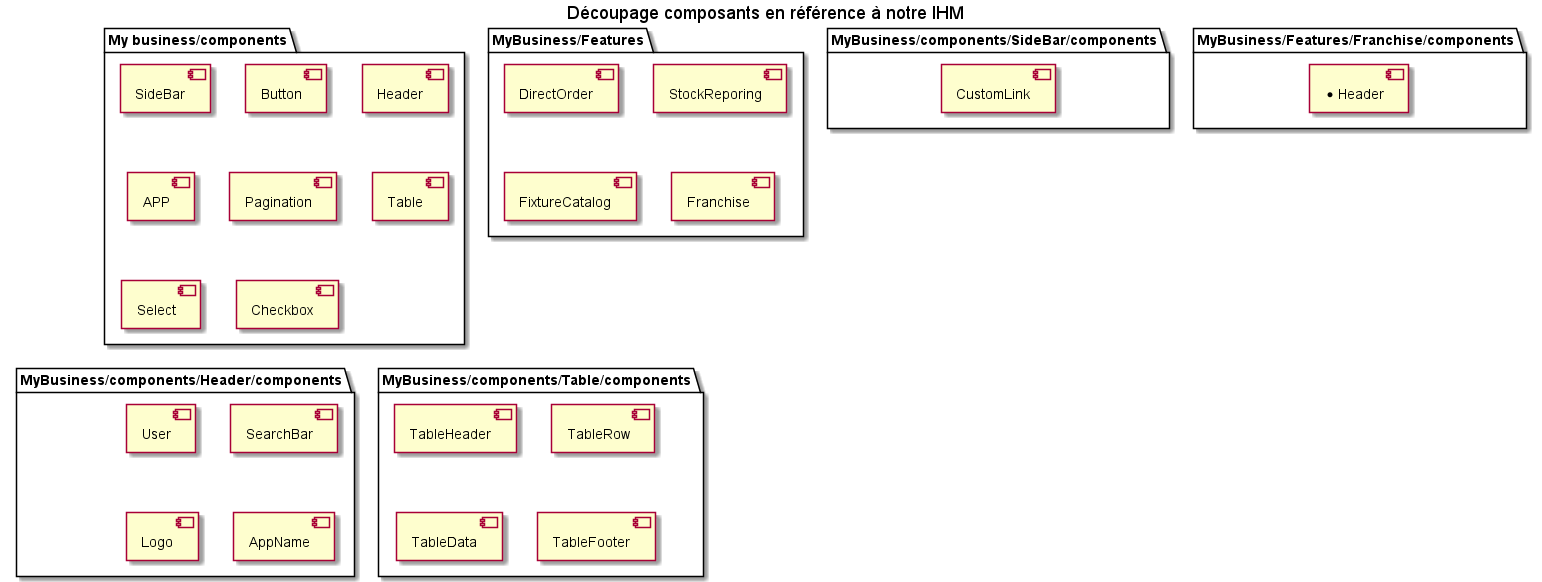 Découpage composants en référence à notre IHM
My business/components
SideBar
Button
Header
APP
Pagination
Table
Select
Checkbox
MyBusiness/Features
DirectOrder
StockReporing
FixtureCatalog
Franchise
MyBusiness/components/SideBar/components
CustomLink
MyBusiness/Features/Franchise/components
• Header
MyBusiness/components/Header/components
User
SearchBar
Logo
AppName
MyBusiness/components/Table/components
TableHeader
TableRow
TableData
TableFooter